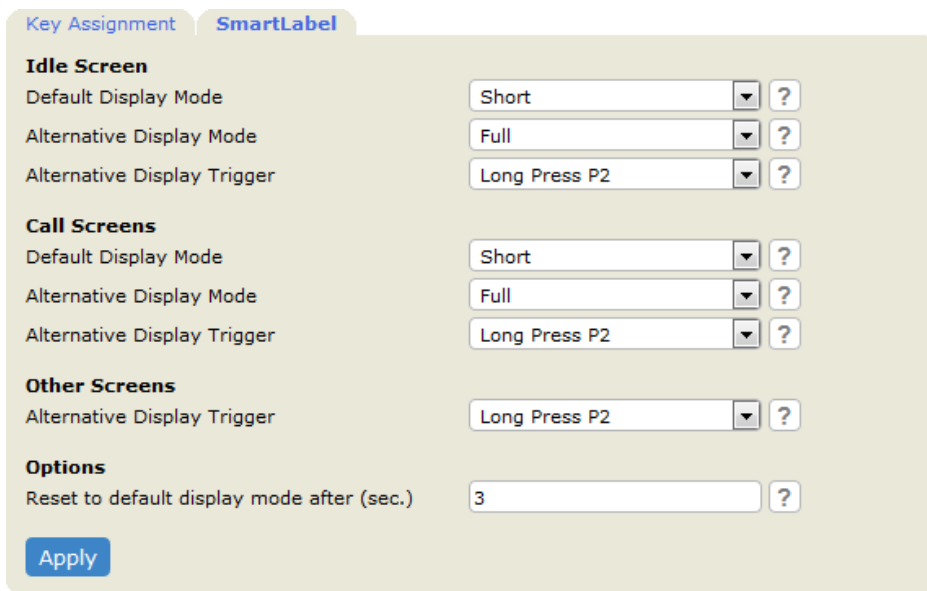 Key Assignment SmartLabel
Idle Screen
Default Display Mode Short ?
Alternative Display Mode Full ?
Alternative Display Trigger Long Press P2 ?
Call Screens
Default Display Mode Short ?
Alternative Display Mode Full ?
Alternative Display Trigger Long Press P2 ?
Other Screens
Alternative Display Trigger Long Press P2 ?
Options
Reset to default display mode after (sec.) 3 ?
Apply